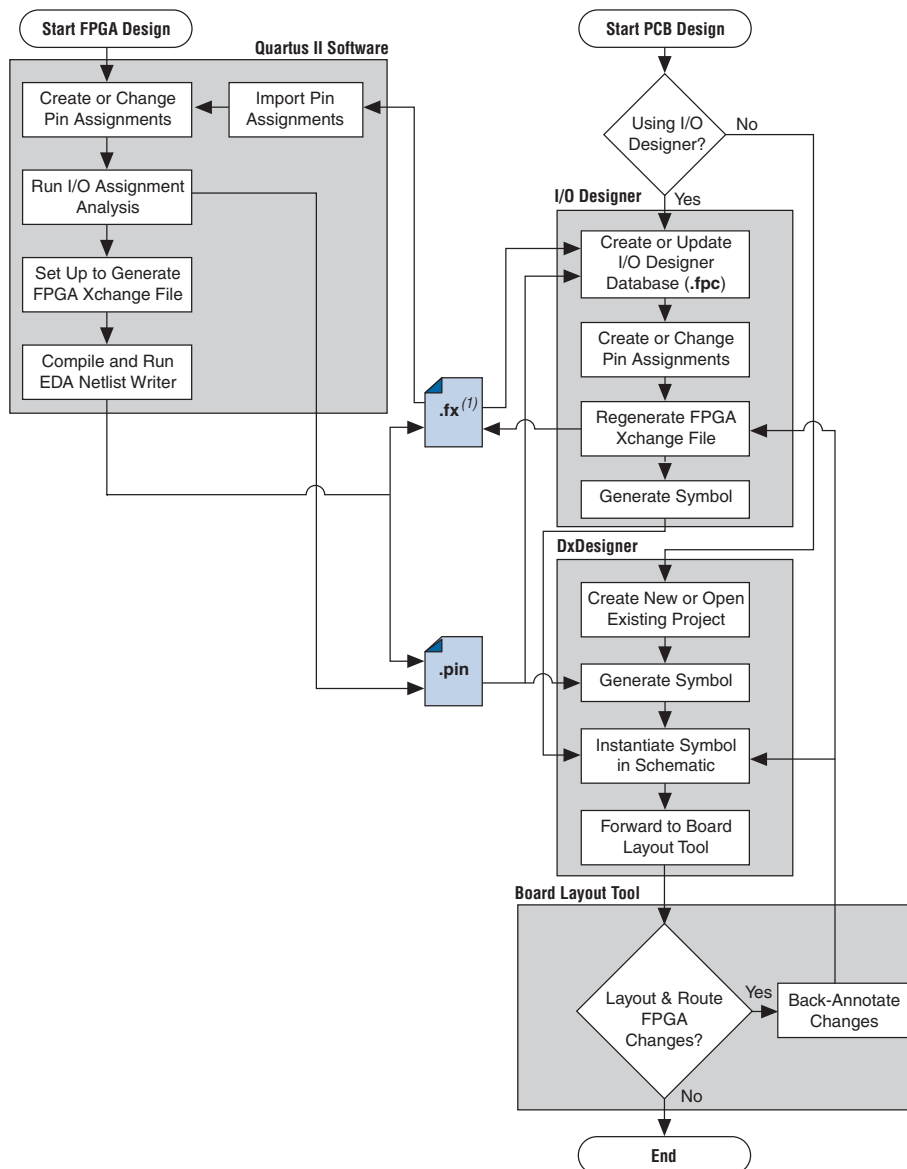 Start FPGA Design
Quartus II Software
Create or Change
Pin Assignments
Import Pin
Assignments
Run I/O Assignment
Analysis
Set Up to Generate
FPGA Xchange File
Compile and Run
EDA Netlist Writer
.fx (1)
.pin
Start PCB Design
Using I/O
Designer?
No
Yes
I/O Designer
Create or Update
I/O Designer
Database (.fpc)
Create or Change
Pin Assignments
Regenerate FPGA
Xchange File
Generate Symbol
DxDesigner
Create New or Open
Existing Project
Generate Symbol
Instantiate Symbol
in Schematic
Forward to Board
Layout Tool
Board Layout Tool
Layout & Route
FPGA
Changes?
Yes
Back-Annotate
Changes
No
End